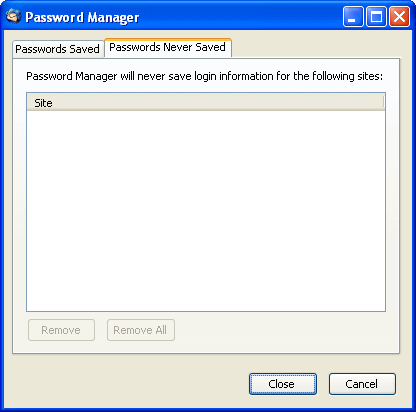 Password Manager
Passwords Saved
Passwords Never Saved
Password Manager will never save login information for the following sites:
Site
Remove
Remove All
Close
Cancel